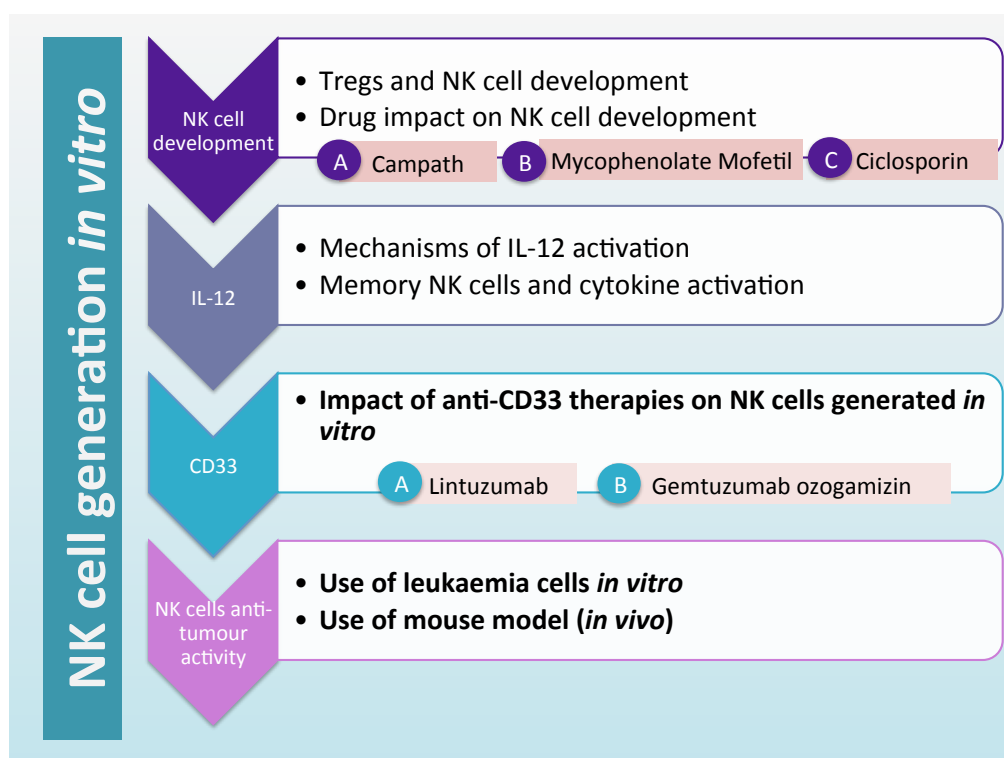 NK cell generation in vitro
NK cell
development
• Tregs and NK cell development
• Drug impact on NK cell development
A Campath B Mycophenolate Mofetil C Ciclosporin
IL-12
• Mechanisms of IL-12 activation
• Memory NK cells and cytokine activation
CD33
• Impact of anti-CD33 therapies on NK cells generated in
vitro
A Lintuzumab B Gemtuzumab ozogamizin
NK cells anti-
tumour
activity
• Use of leukaemia cells in vitro
• Use of mouse model (in vivo)